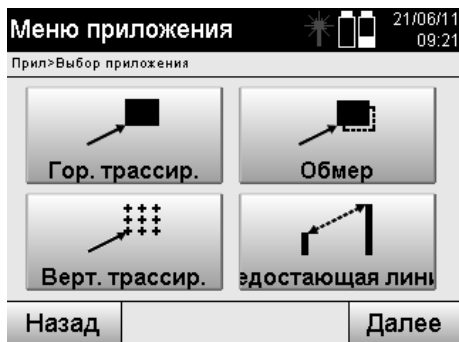 Меню приложения
21/06/11
09:21
Прил>Выбор приложения
Гор. трассир.
Обмер
Верт. трассир.
едостающая лини
Назад
Далее